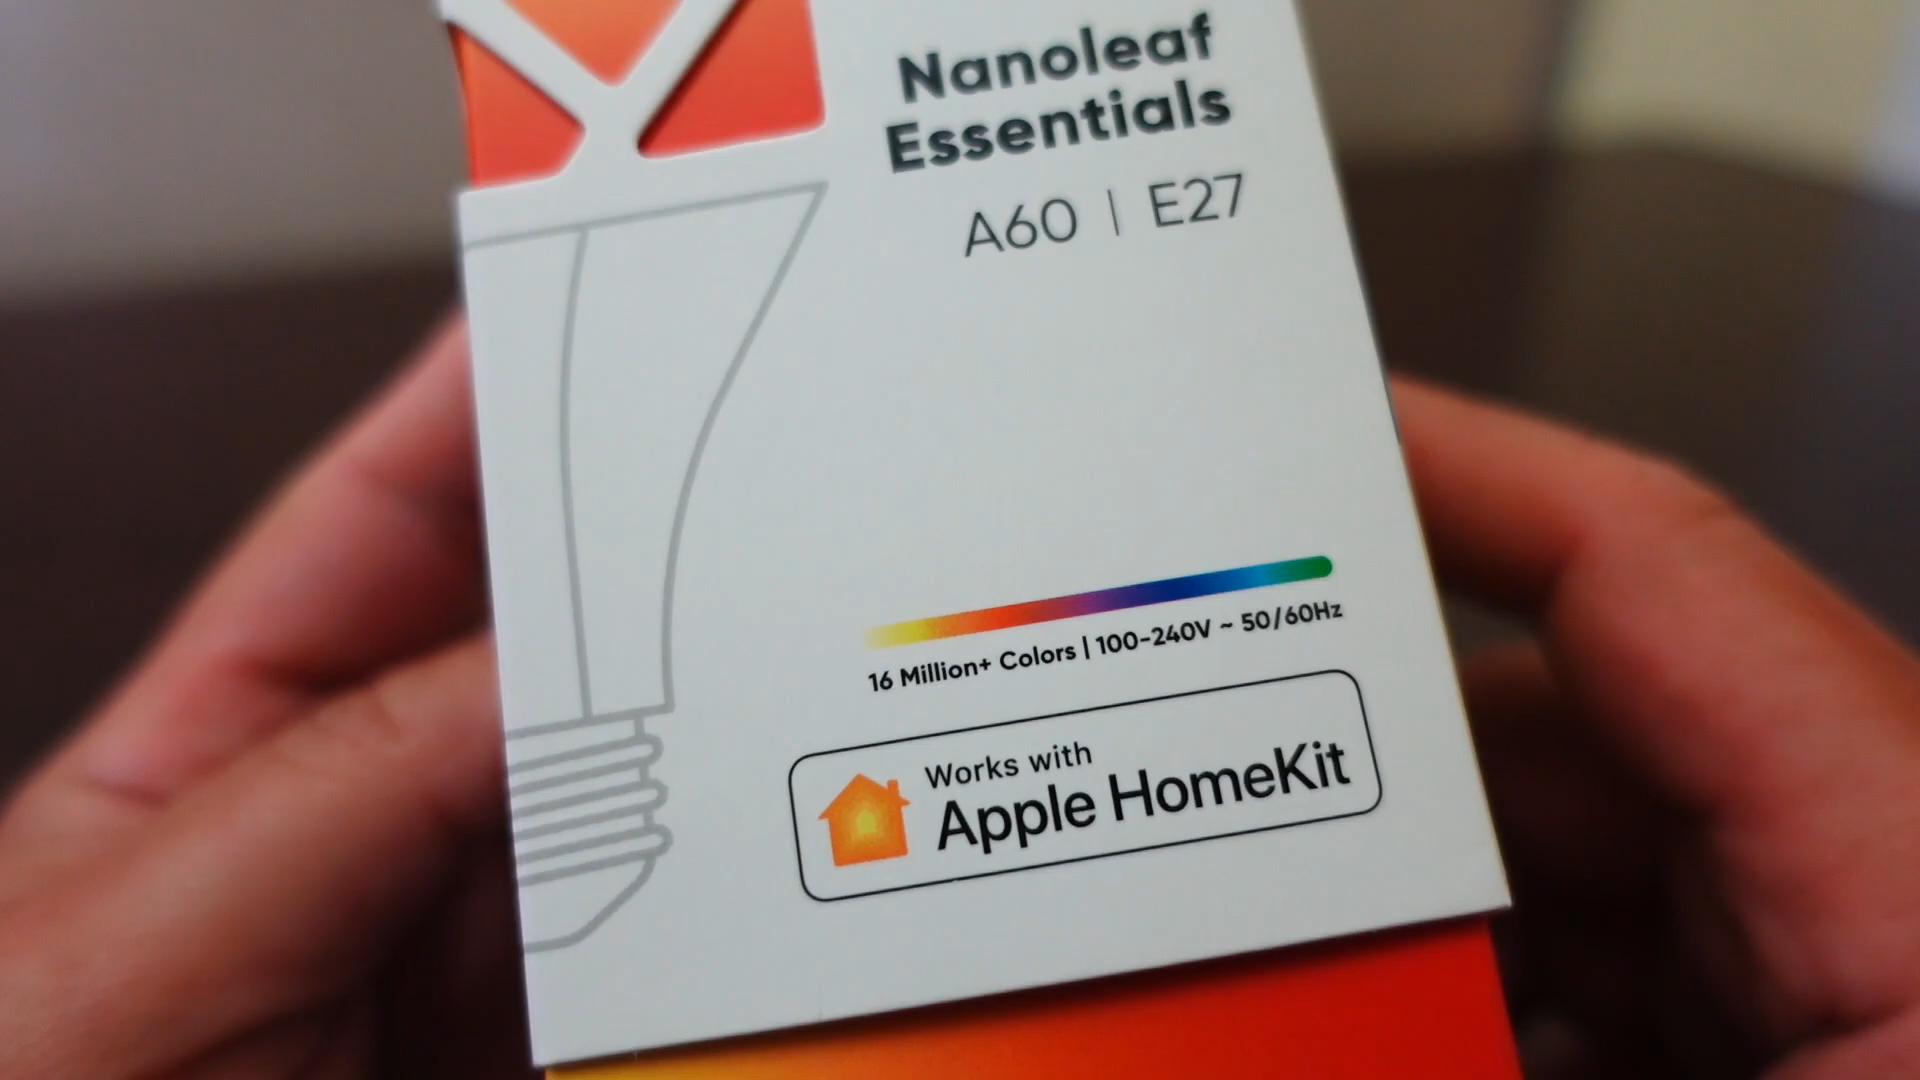 Nanoleaf
Essentials
A60 | E27
16 Million+ Colors | 100-240V ~ 50/60Hz
Works with
Apple HomeKit